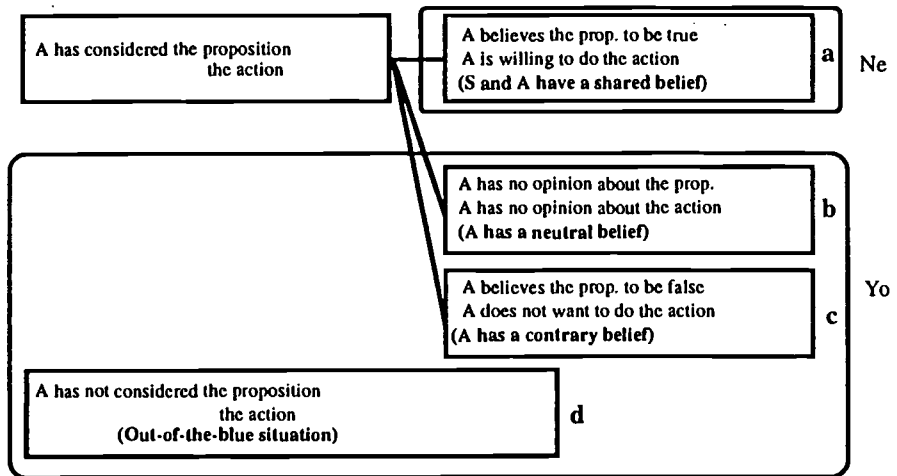 A has considered the proposition
the action
A believes the prop. to be true
A is willing to do the action
(S and A have a shared belief)
a
Ne
A has no opinion about the prop.
A has no opinion about the action
(A has a neutral belief)
b
A believes the prop. to be false
A does not want to do the action
(A has a contrary belief)
c
Yo
A has not considered the proposition
the action
(Out-of-the-blue situation)
d